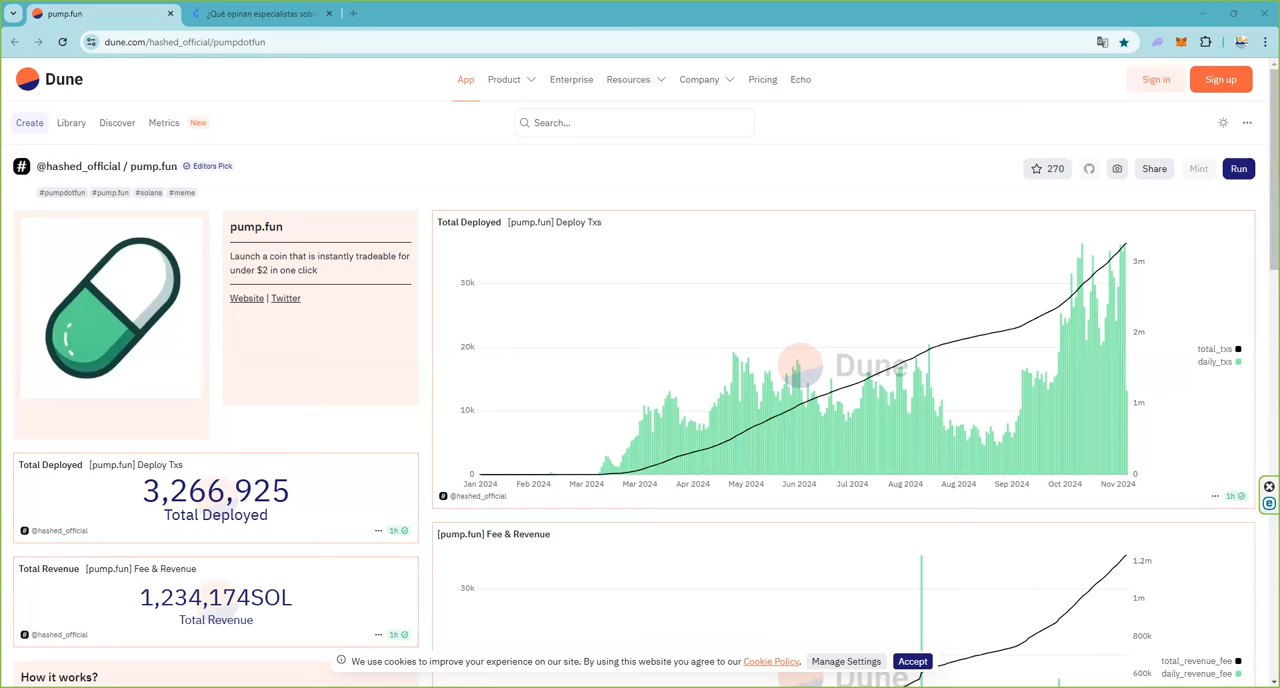 pump.fun
¿Qué opinan especialistas sob
dune.com/hashed_official/pumpdotfun
Dune
App
Product
Enterprise
Resources
Company
Pricing
Echo
Sign in
Sign up
Create
Library
Discover
Metrics
New
Search...
@hashed_official / pump.fun
Editors Pick
270
Share
Mint
Run
#pumpdotfun #pump.fun #solana #meme
pump.fun
Launch a coin that is instantly tradeable for
under $2 in one click
Website | Twitter
Total Deployed [pump.fun] Deploy Txs
3,266,925
Total Deployed
@hashed_official
1h
Total Revenue [pump.fun] Fee & Revenue
1,234,174SOL
Total Revenue
@hashed_official
1h
How it works?
Total Deployed [pump.fun] Deploy Txs
30k
20k
10k
0
3m
2m
1m
0
Dune
total_txs
daily_txs
Jan 2024 Feb 2024 Mar 2024 Mar 2024 Apr 2024 May 2024 Jun 2024 Jul 2024 Aug 2024 Aug 2024 Sep 2024 Oct 2024 Nov 2024
@hashed_official
1h
[pump.fun] Fee & Revenue
30k
1.2m
1m
800k
600k
total_revenue_fee
daily_revenue_fee
Dune
We use cookies to improve your experience on our site. By using this website you agree to our Cookie Policy.
Manage Settings
Accept